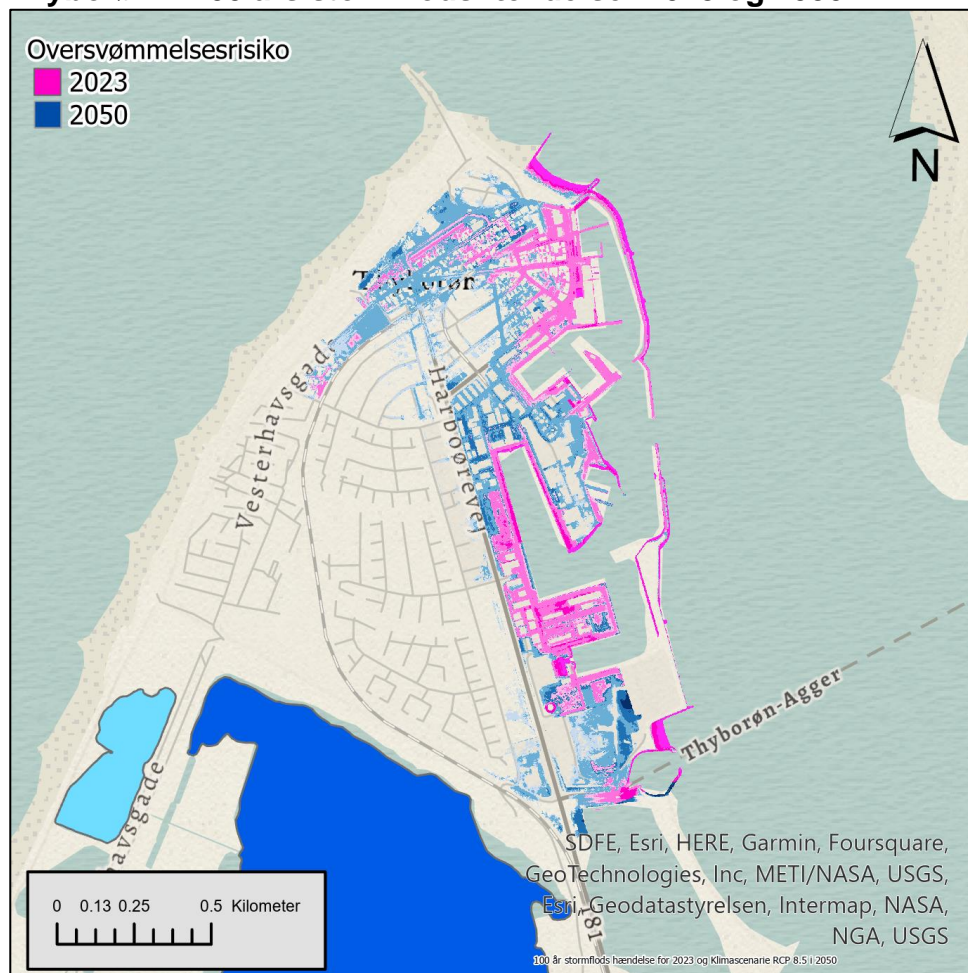 Oversvømmelsesrisiko
2023
2050
N
Thyborøn
Vesterhavsgade
Harboørevej
Thyborøn-Agger
havsgade
181
SDFE, Esri, HERE, Garmin, Foursquare,
GeoTechnologies, Inc, METI/NASA, USGS,
Esri, Geodatastyrelsen, Intermap, NASA,
NGA, USGS
0 0.13 0.25 0.5 Kilometer
100 år stormflods hændelse for 2023 og Klimascenarie RCP 8.5 i 2050